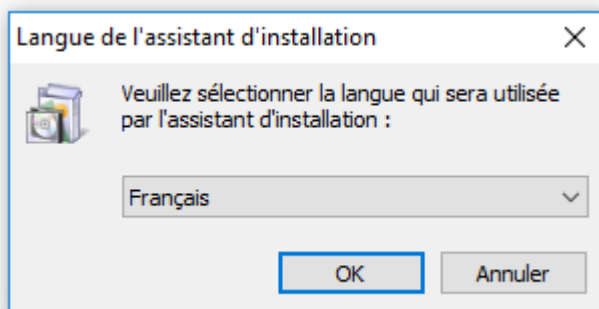 Langue de l'assistant d'installation
Veuillez sélectionner la langue qui sera utilisée
par l'assistant d'installation :
Français
OK
Annuler